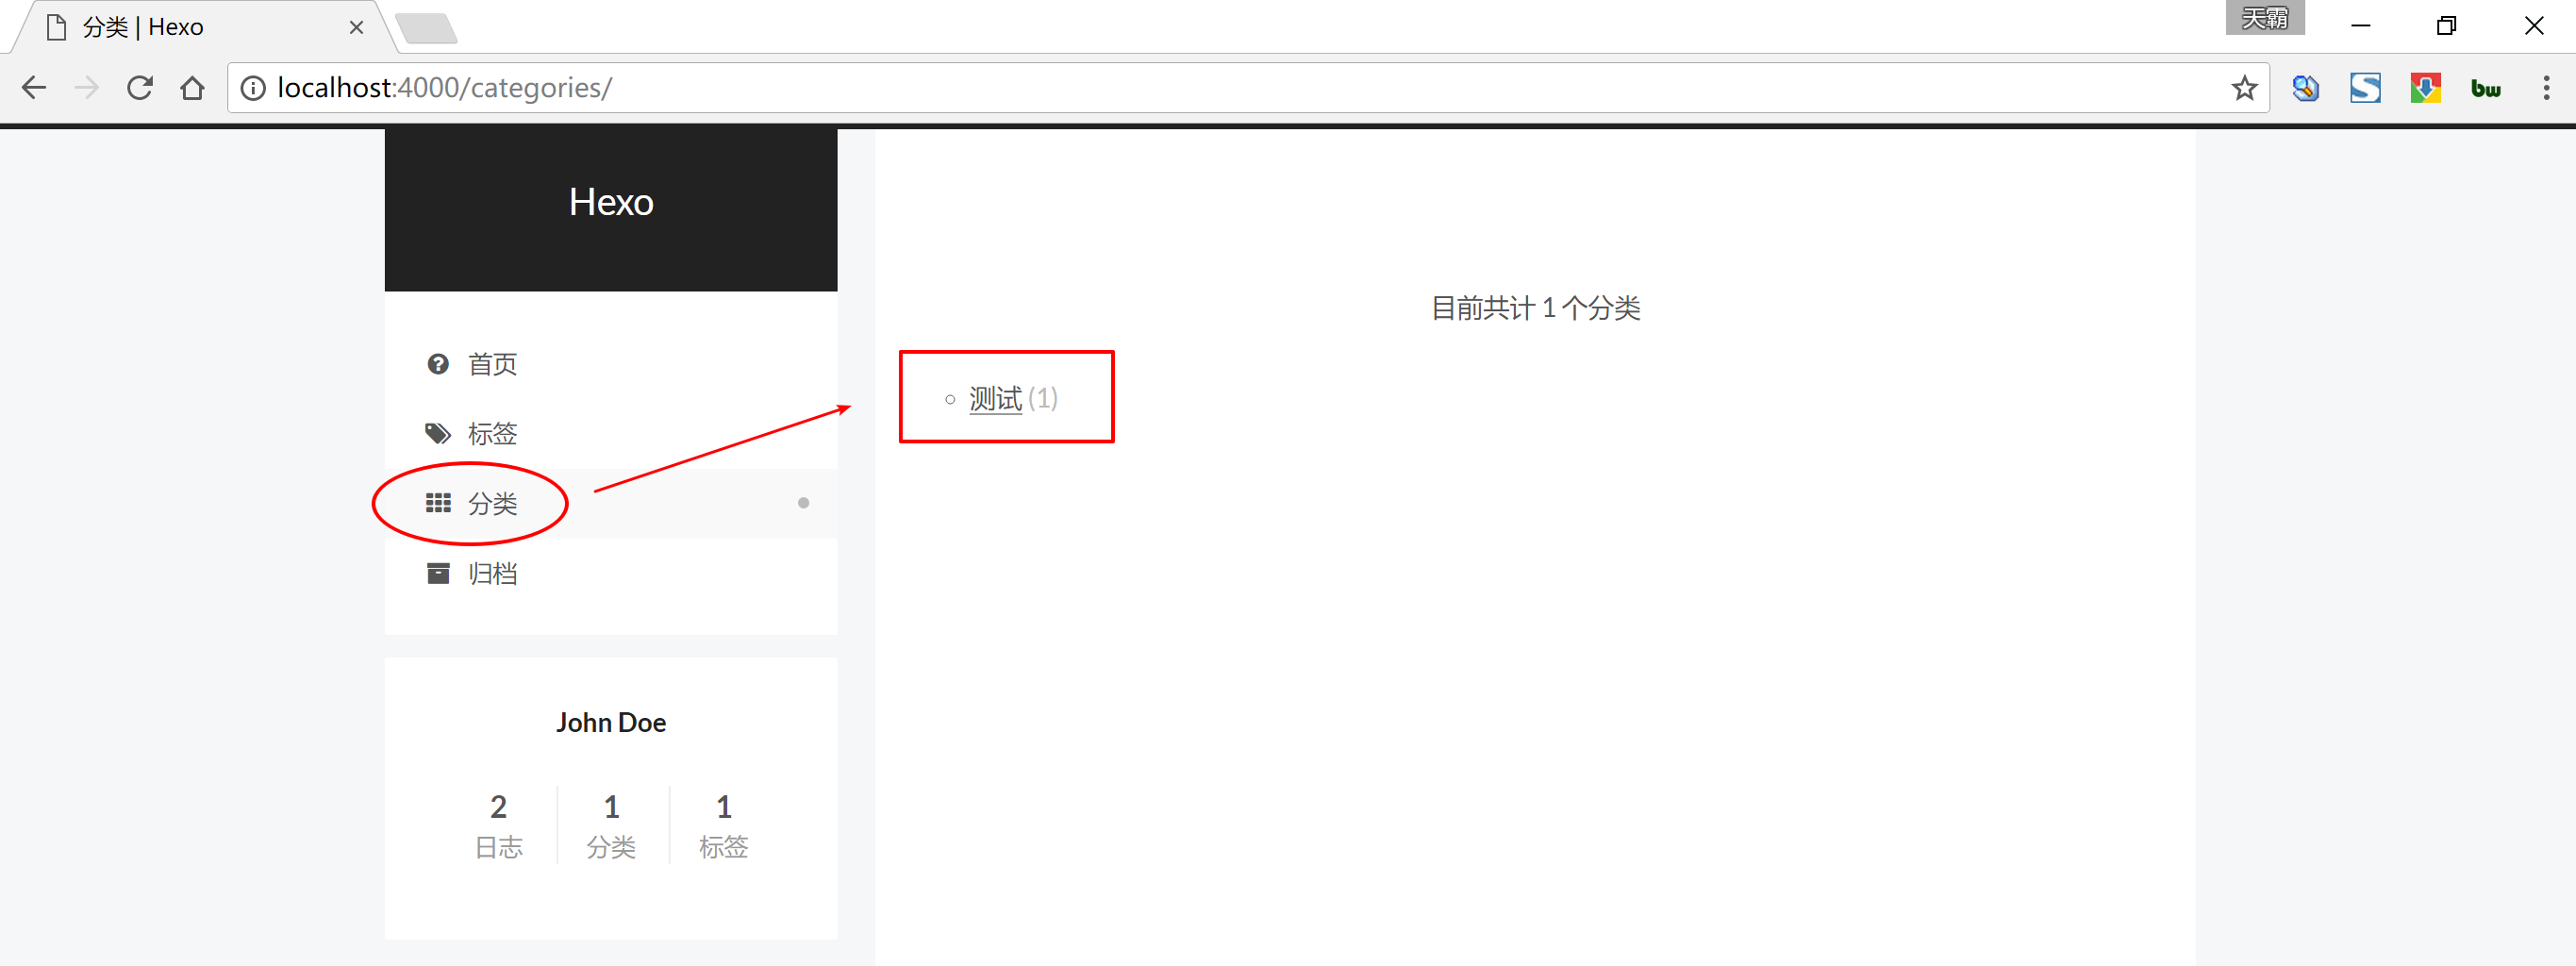 分类 | Hexo
天霸
localhost:4000/categories/
bw
Hexo
首页
标签
分类
归档
John Doe
2 1 1
日志 分类 标签
目前共计 1 个分类
测试 (1)